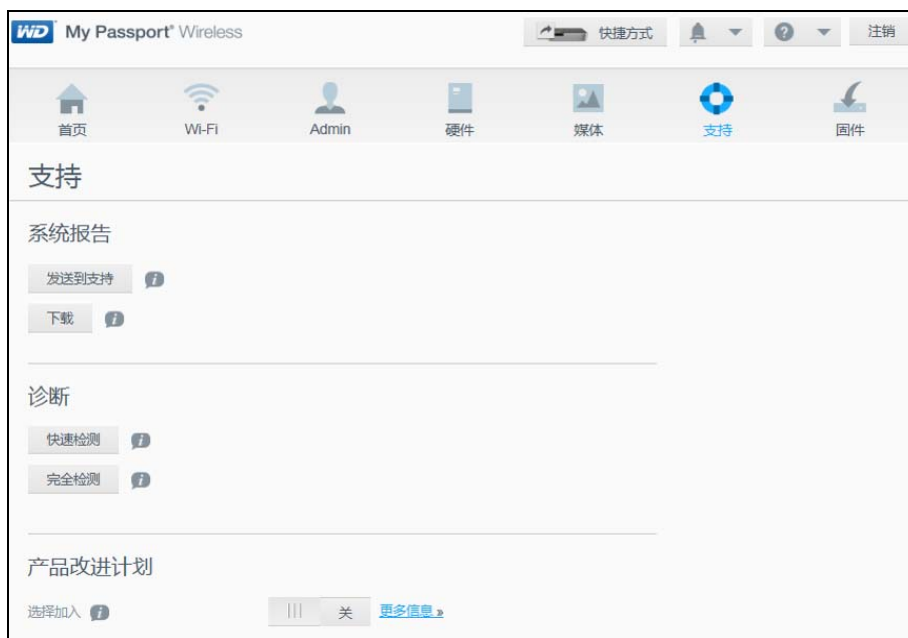 WD My Passport® Wireless 快捷方式 注销
首页 Wi-Fi Admin 硬件 媒体 支持 固件
支持
系统报告
发送到支持
下载
诊断
快速检测
完全检测
产品改进计划
选择加入 关 更多信息 »